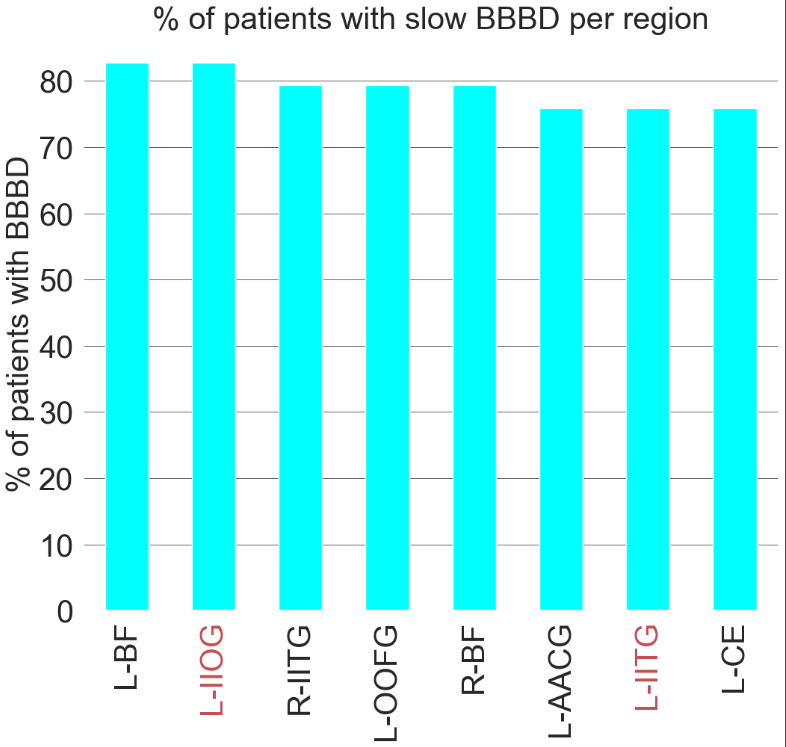 % of patients with slow BBBD per region
% of patients with BBBD
80
70
60
50
40
30
20
10
0
L-BF
L-IIOG
R-IITG
L-OOFG
R-BF
L-AACG
L-IITG
L-CE